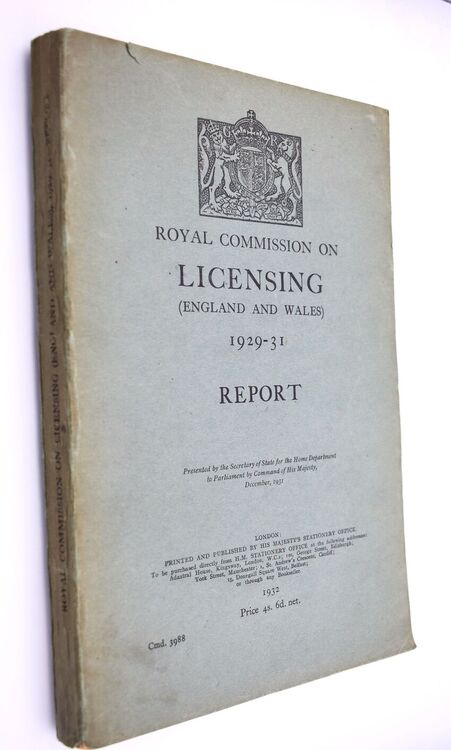 G R
ROYAL COMMISSION ON
LICENSING
(ENGLAND AND WALES)
1929-31
REPORT
Presented by the Secretary of State for the Home Department
to Parliament by Command of His Majesty,
December, 1931
LONDON:
PRINTED AND PUBLISHED BY HIS MAJESTY'S STATIONERY OFFICE.
To be purchased directly from H.M. STATIONERY OFFICE at the following addresses:
Adastral House, Kingsway, London, W.C.2; 120, George Street, Edinburgh;
York Street, Manchester; 1, St. Andrew's Crescent, Cardiff;
15, Donegall Square West, Belfast;
or through any Bookseller.
1932
Price 4s. 6d. net.
Cmd. 3988
ROYAL COMMISSION ON LICENSING (ENGLAND AND WALES)